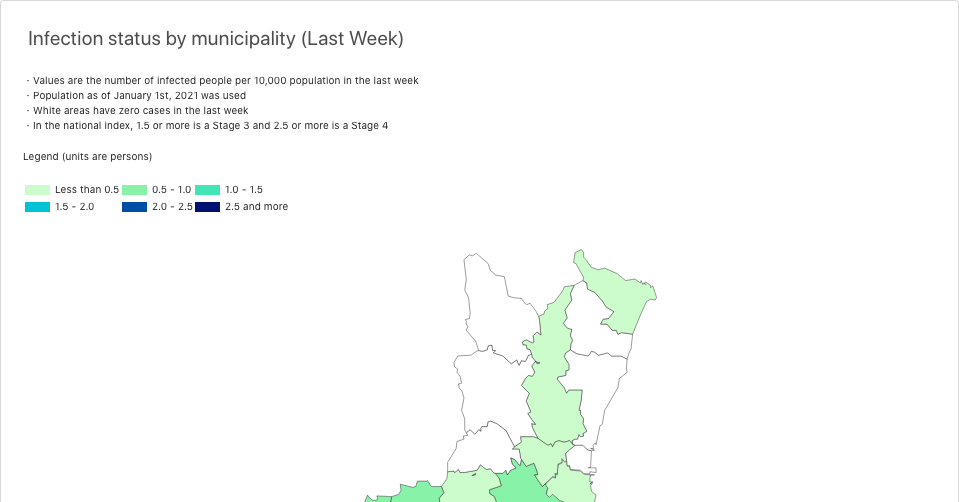 Infection status by municipality (Last Week)
· Values are the number of infected people per 10,000 population in the last week
· Population as of January 1st, 2021 was used
· White areas have zero cases in the last week
· In the national index, 1.5 or more is a Stage 3 and 2.5 or more is a Stage 4
Legend (units are persons)
Less than 0.5 0.5 - 1.0 1.0 - 1.5
1.5 - 2.0 2.0 - 2.5 2.5 and more